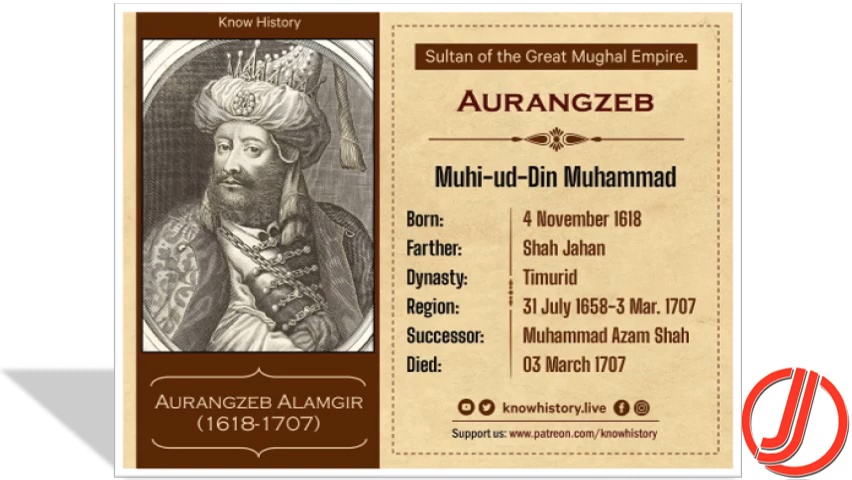 Know History
AURANGZEB ALAMGIR
(1618-1707)
Sultan of the Great Mughal Empire.
AURANGZEB
Muhi-ud-Din Muhammad
Born: 4 November 1618
Farther: Shah Jahan
Dynasty: Timurid
Region: 31 July 1658-3 Mar. 1707
Successor: Muhammad Azam Shah
Died: 03 March 1707
knowhistory.live
Support us: www.patreon.com/knowhistory